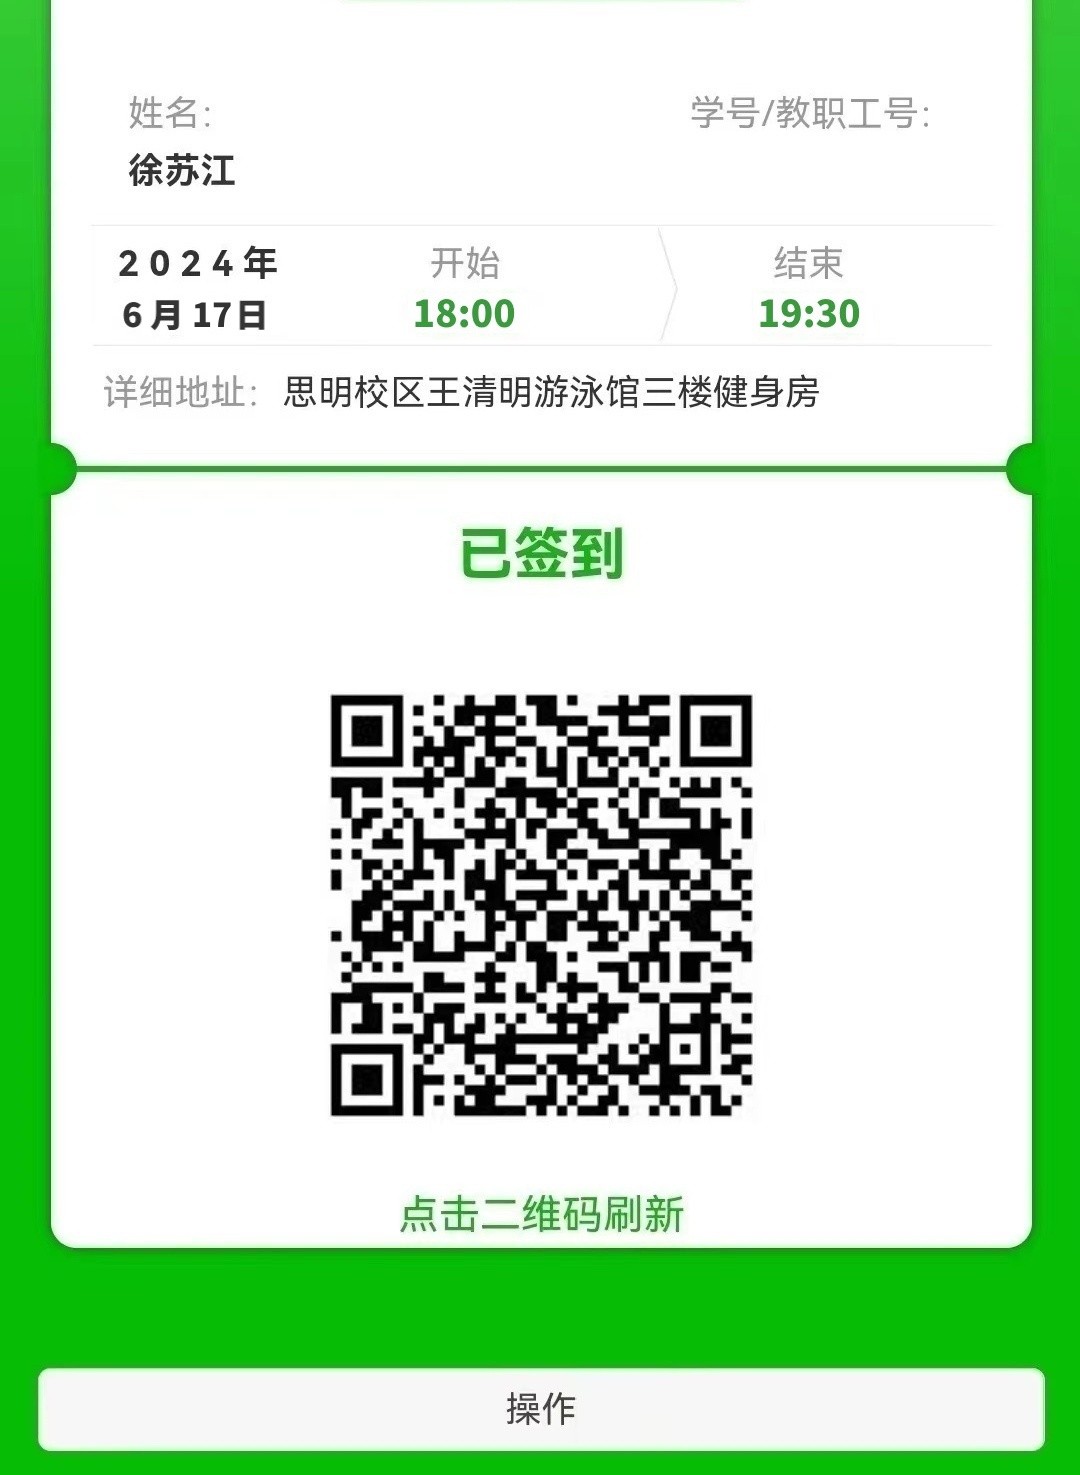 姓名：
学号/教职工号：
徐苏江
2024年
6月17日
开始
18:00
结束
19:30
详细地址： 思明校区王清明游泳馆三楼健身房
已签到
点击二维码刷新
操作